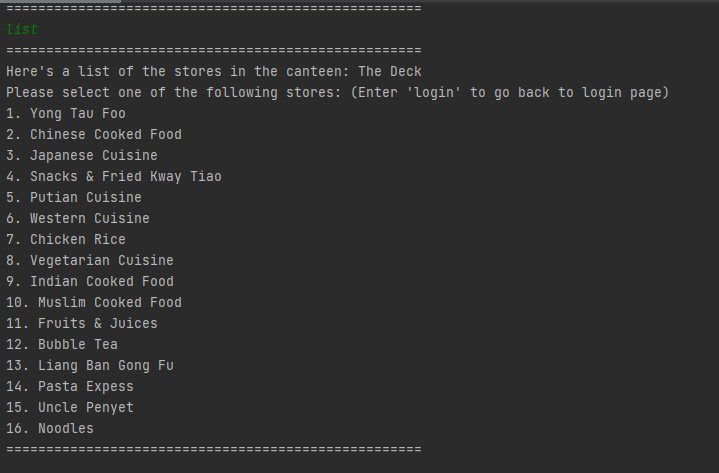 ====================================================
list
====================================================
Here's a list of the stores in the canteen: The Deck
Please select one of the following stores: (Enter 'login' to go back to login page)
1. Yong Tau Foo
2. Chinese Cooked Food
3. Japanese Cuisine
4. Snacks & Fried Kway Tiao
5. Putian Cuisine
6. Western Cuisine
7. Chicken Rice
8. Vegetarian Cuisine
9. Indian Cooked Food
10. Muslim Cooked Food
11. Fruits & Juices
12. Bubble Tea
13. Liang Ban Gong Fu
14. Pasta Expess
15. Uncle Penyet
16. Noodles
====================================================